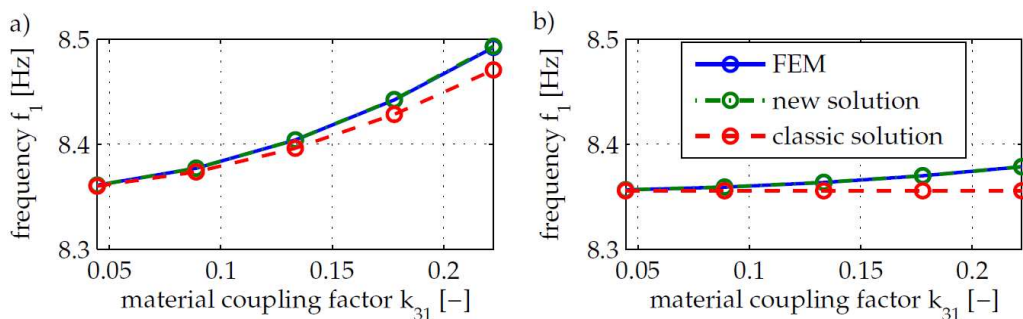 a)
frequency f1 [Hz]
8.5
8.4
8.3
0.05 0.1 0.15 0.2
material coupling factor k31 [−]
b)
frequency f1 [Hz]
8.5
8.4
8.3
FEM
new solution
classic solution
0.05 0.1 0.15 0.2
material coupling factor k31 [−]